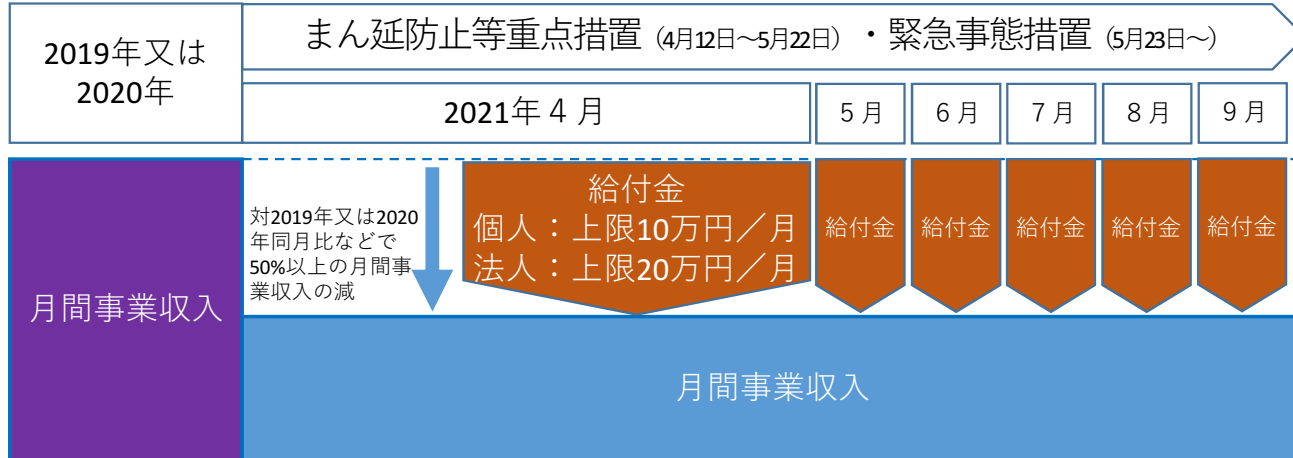 2019年又は
2020年
まん延防止等重点措置（4月12日～5月22日）・緊急事態措置（5月23日～）
2021年４月
５月
６月
７月
８月
９月
月間事業収入
対2019年又は2020
年同月比などで
50%以上の月間事
業収入の減
給付金
個人：上限10万円／月
法人：上限20万円／月
給付金
給付金
給付金
給付金
給付金
月間事業収入